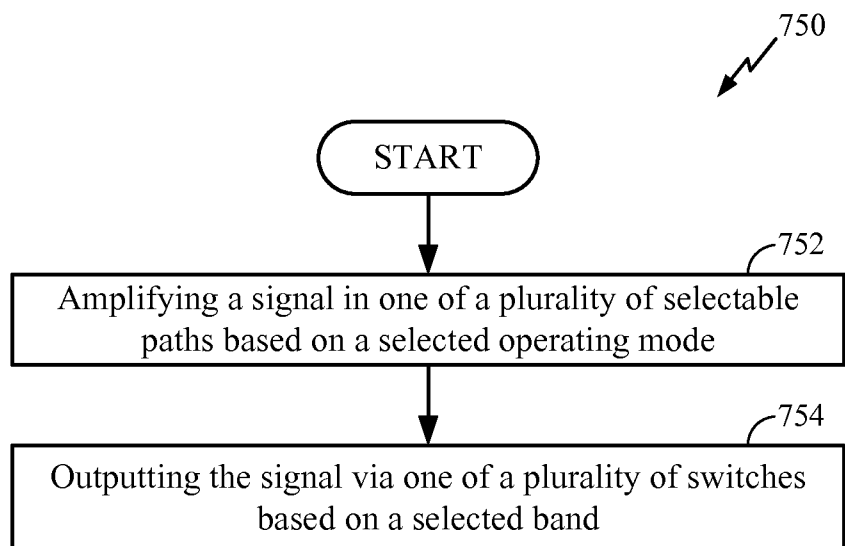 750
START
752
Amplifying a signal in one of a plurality of selectable
paths based on a selected operating mode
754
Outputting the signal via one of a plurality of switches
based on a selected band